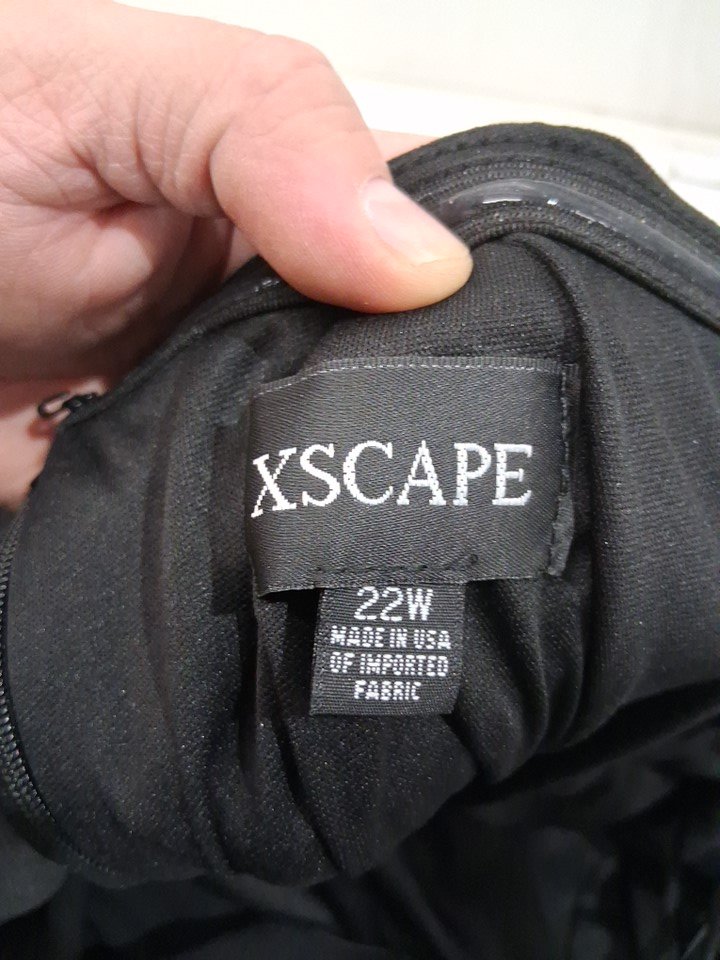 XSCAPE
22W
MADE IN USA
OF IMPORTED
FABRIC